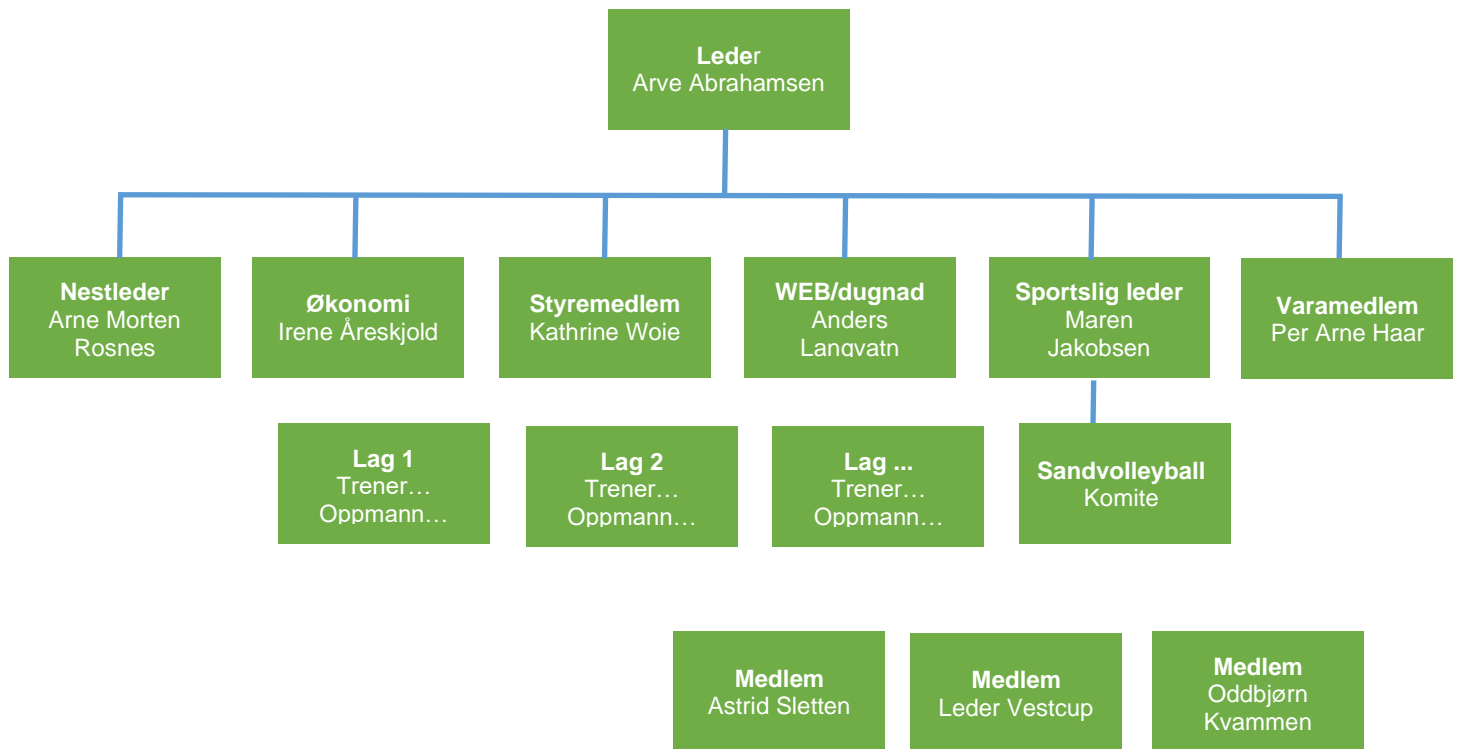 Leder
Arve Abrahamsen
Nestleder
Arne Morten
Rosnes
Økonomi
Irene Åreskjold
Styremedlem
Kathrine Woie
WEB/dugnad
Anders
Langvatn
Sportslig leder
Maren
Jakobsen
Varamedlem
Per Arne Haar
Lag 1
Trener…
Oppmann…
Lag 2
Trener…
Oppmann…
Lag ...
Trener…
Oppmann…
Sandvolleyball
Komite
Medlem
Astrid Sletten
Medlem
Leder Vestcup
Medlem
Oddbjørn
Kvammen